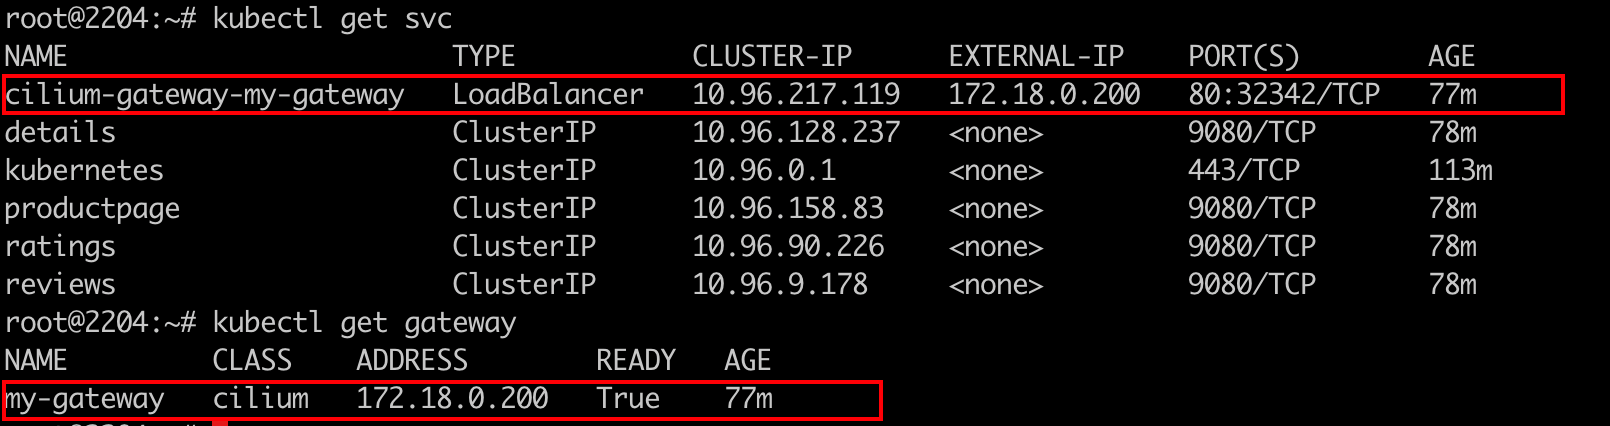 root@2204:~# kubectl get svc
NAME TYPE CLUSTER-IP EXTERNAL-IP PORT(S) AGE
cilium-gateway-my-gateway LoadBalancer 10.96.217.119 172.18.0.200 80:32342/TCP 77m
details ClusterIP 10.96.128.237 <none> 9080/TCP 78m
kubernetes ClusterIP 10.96.0.1 <none> 443/TCP 113m
productpage ClusterIP 10.96.158.83 <none> 9080/TCP 78m
ratings ClusterIP 10.96.90.226 <none> 9080/TCP 78m
reviews ClusterIP 10.96.9.178 <none> 9080/TCP 78m
root@2204:~# kubectl get gateway
NAME CLASS ADDRESS READY AGE
my-gateway cilium 172.18.0.200 True 77m